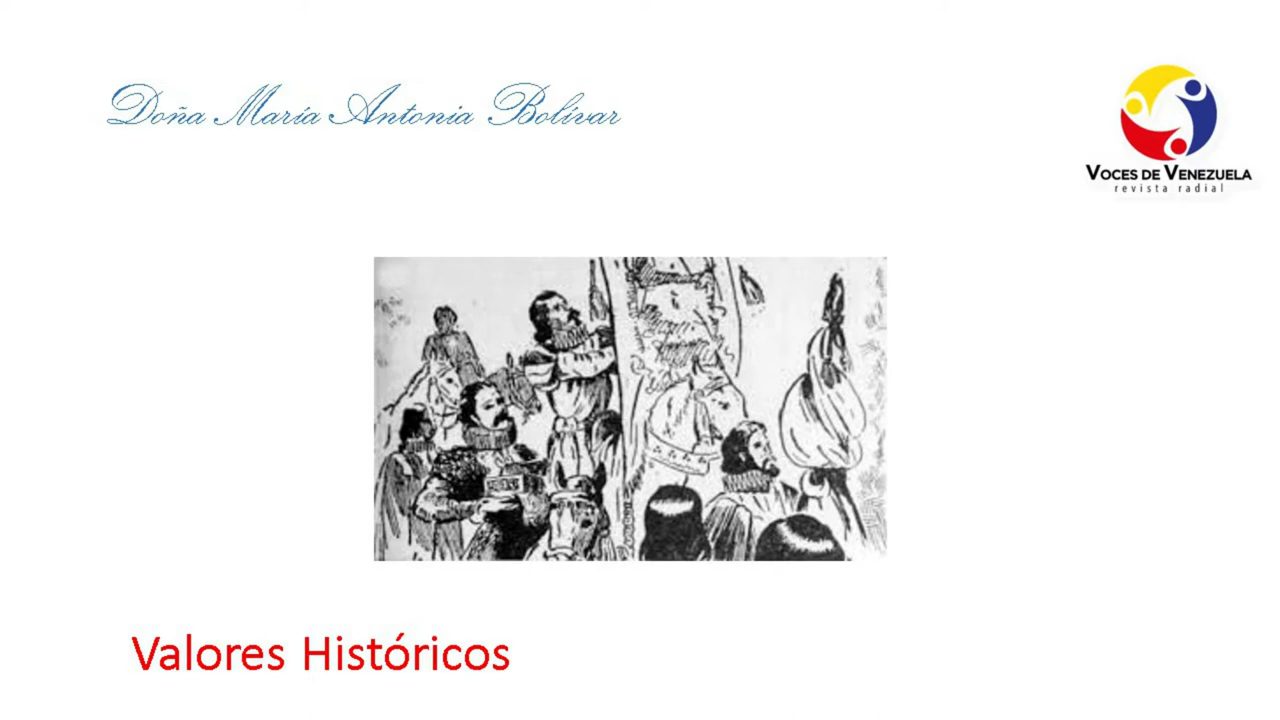 Doña María Antonia Bolívar
VOCES DE VENEZUELA
revista radial
Valores Históricos